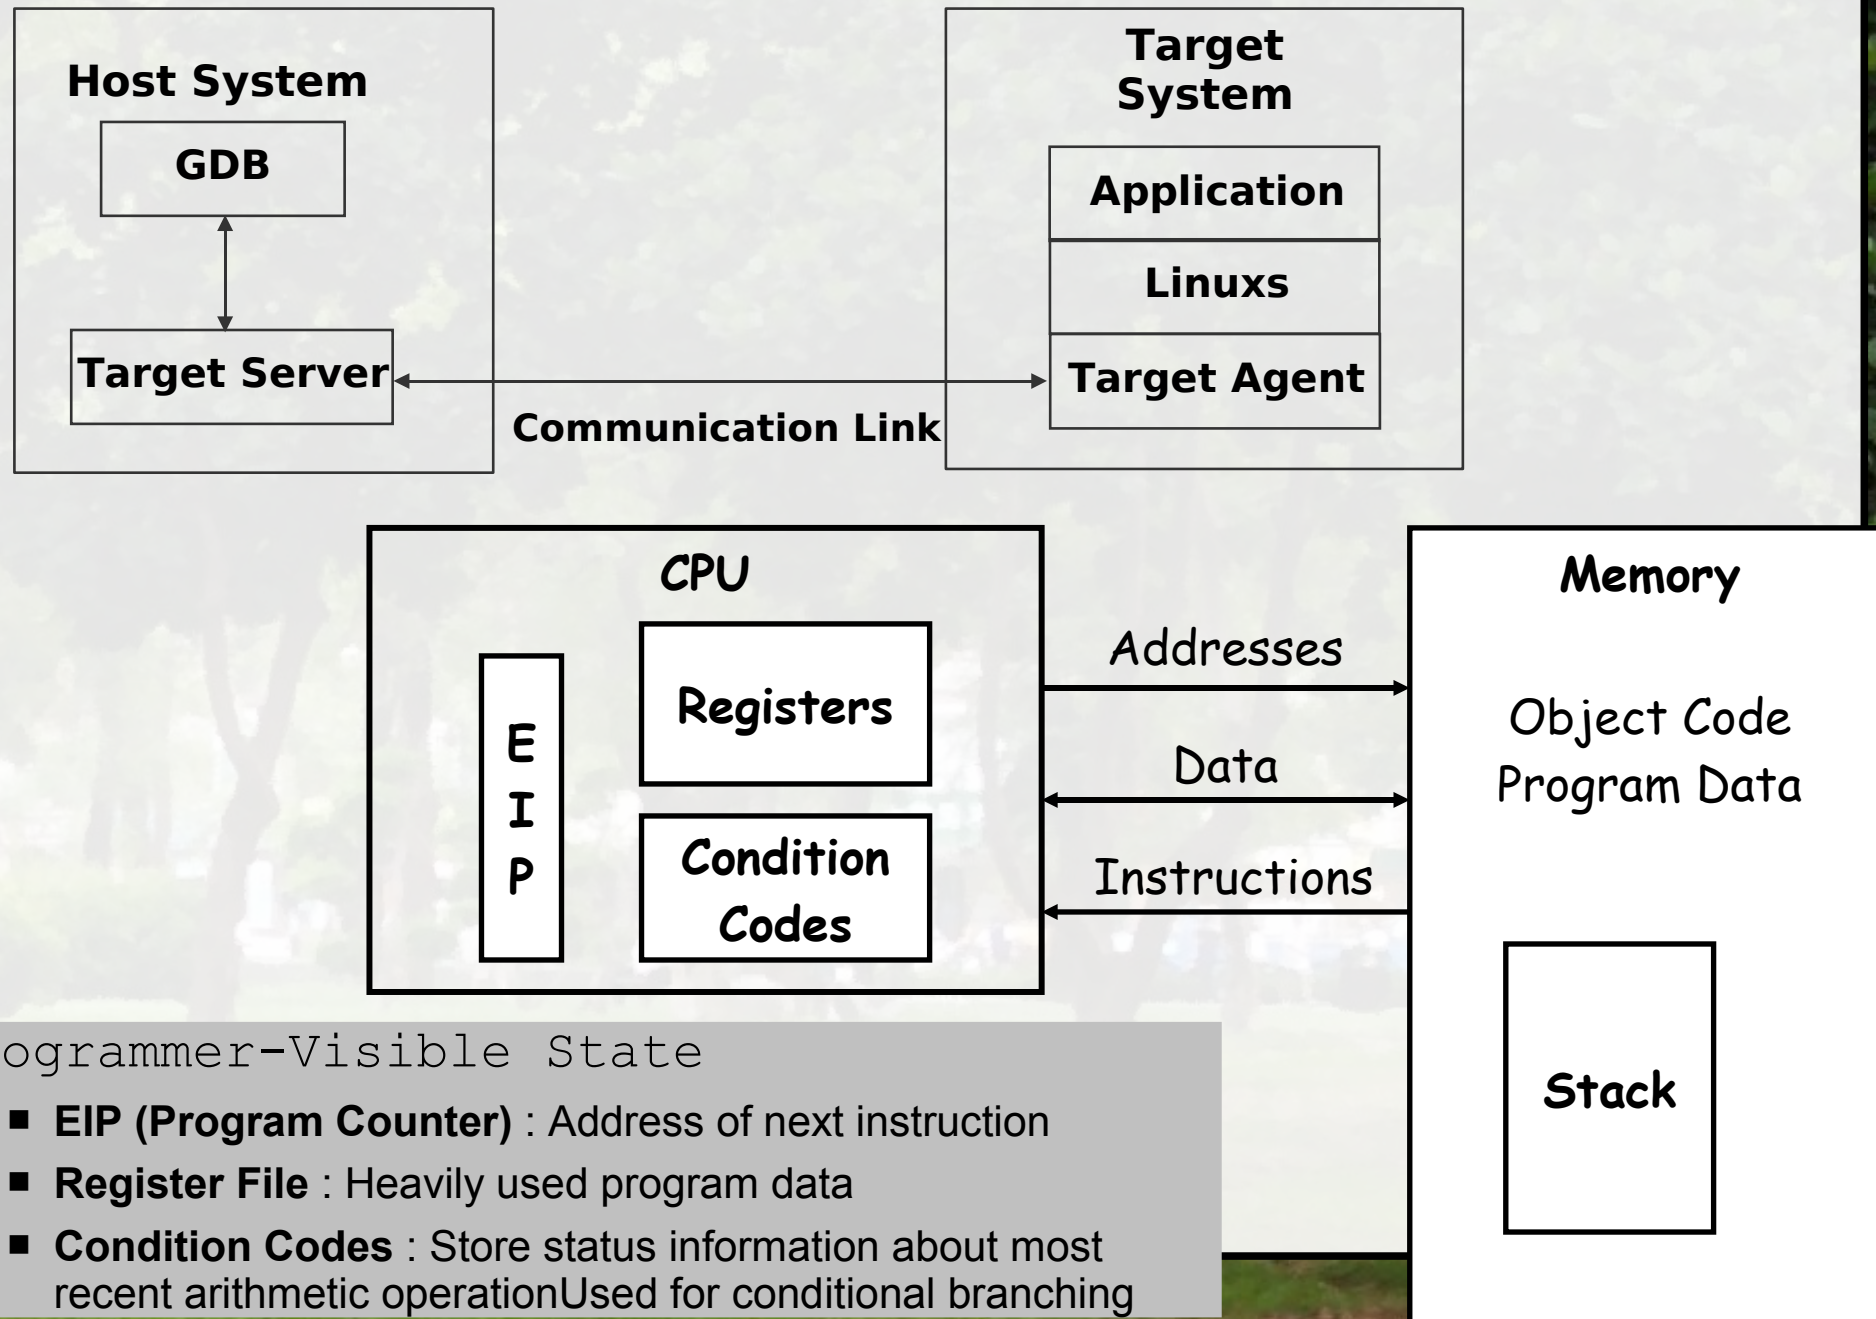 Host System
GDB
Target Server
Communication Link
Target
System
Application
Linuxs
Target Agent
CPU
E
I
P
Registers
Condition
Codes
Addresses
Data
Instructions
Memory
Object Code
Program Data
Stack
ogrammer-Visible State
■ EIP (Program Counter) : Address of next instruction
■ Register File : Heavily used program data
■ Condition Codes : Store status information about most
recent arithmetic operationUsed for conditional branching